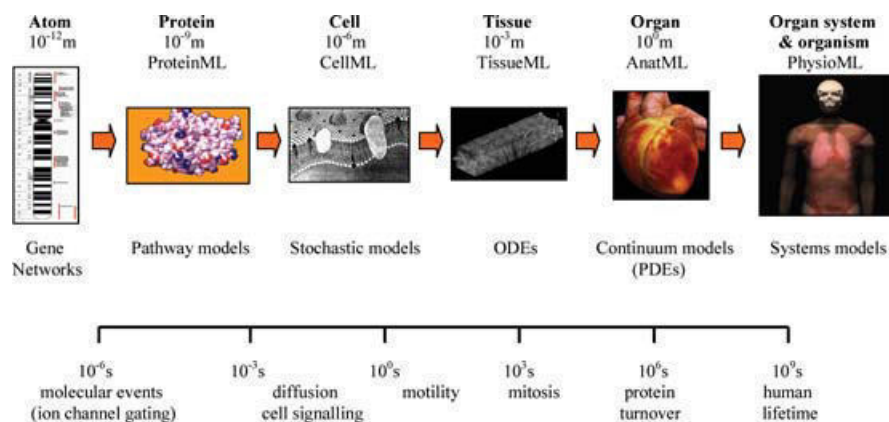 Atom
10⁻¹²m
Protein
10⁻⁹m
ProteinML
Cell
10⁻⁶m
CellML
Tissue
10⁻³m
TissueML
Organ
10⁰m
AnatML
Organ system
& organism
PhysioML
Gene
Networks
Pathway models
Stochastic models
ODEs
Continuum models
(PDEs)
Systems models
10⁻⁶s
10⁻³s
10⁰s
10³s
10⁶s
10⁹s
molecular events
(ion channel gating)
diffusion
cell signalling
motility
mitosis
protein
turnover
human
lifetime